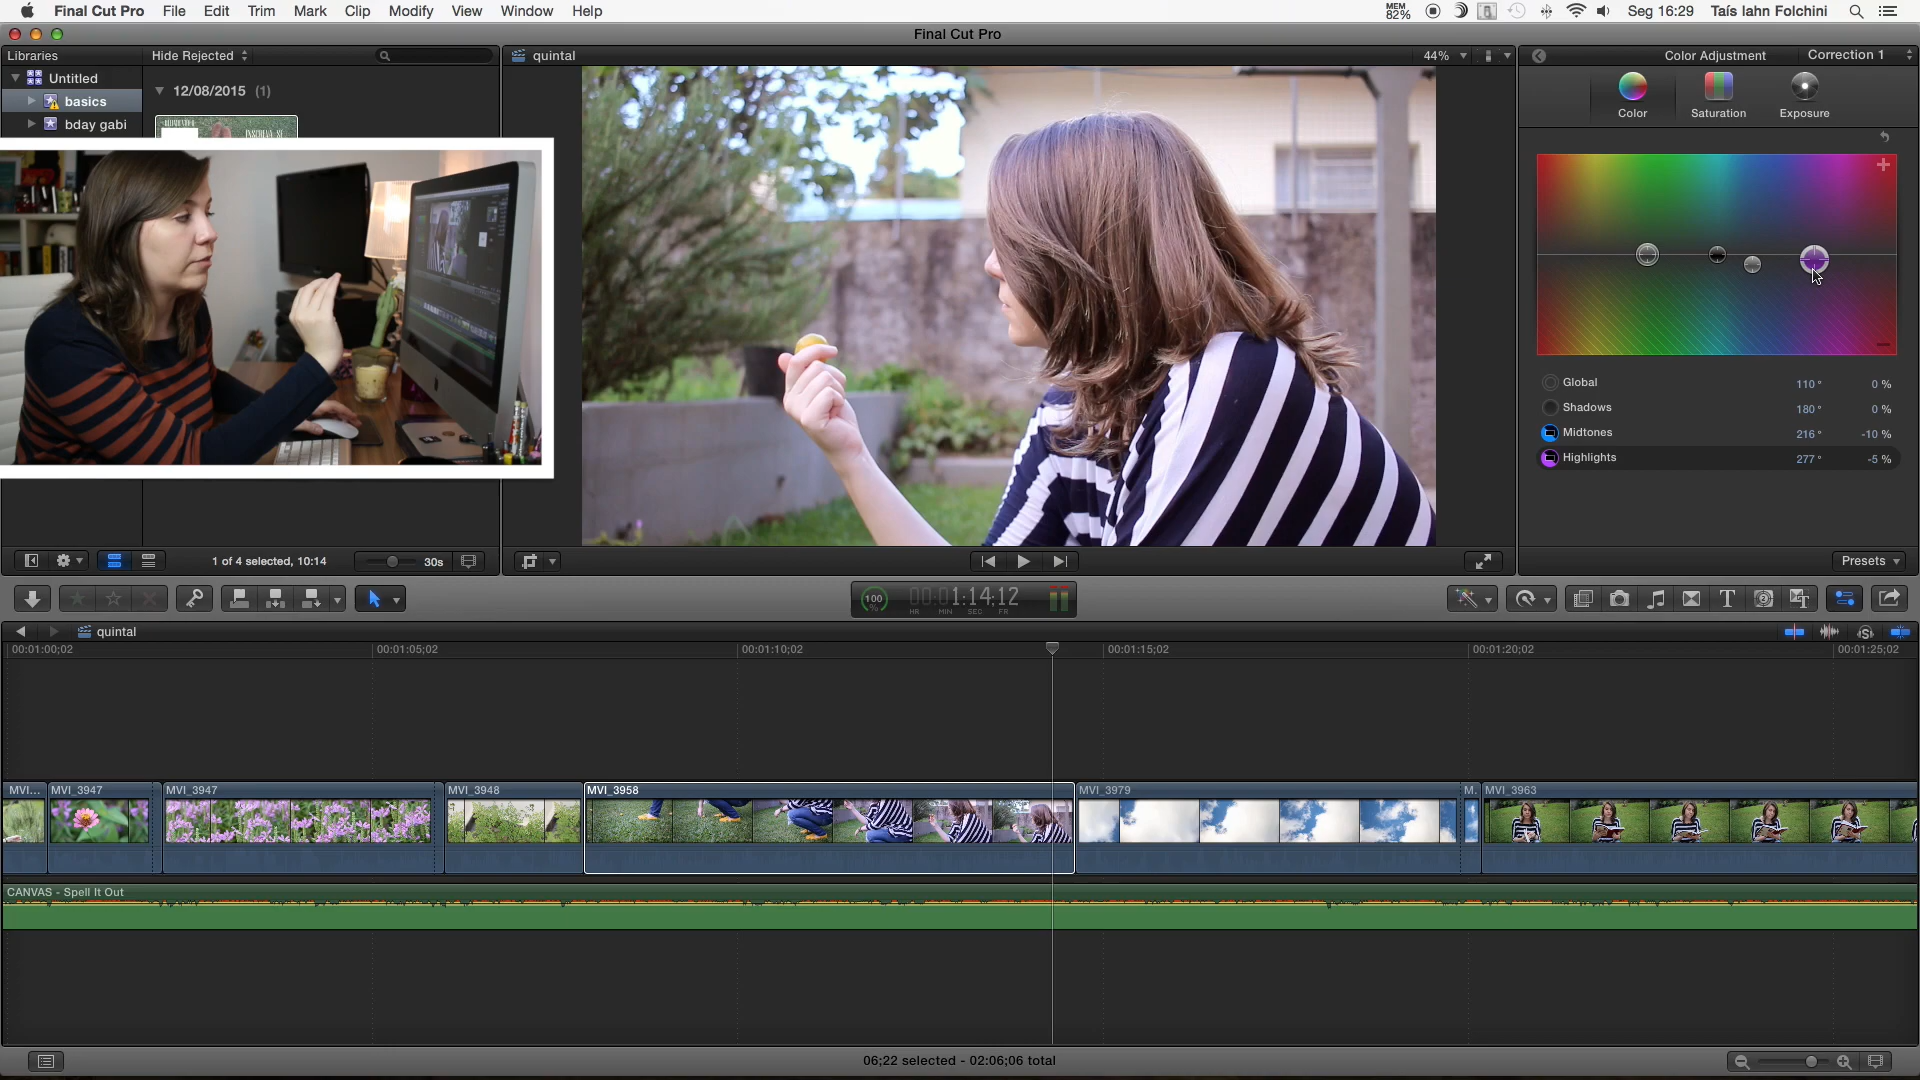 Final Cut Pro File Edit Trim Mark Clip Modify View Window Help MEM 82% Seg 16:29 Taís Iahn Folchini
Final Cut Pro
Libraries Hide Rejected quintal 44% Color Adjustment Correction 1
Untitled
basics
bday gabi
12/08/2015 (1)
Color Saturation Exposure
Global 110° 0 %
Shadows 180° 0 %
Midtones 216° -10 %
Highlights 277° -5 %
1 of 4 selected, 10:14 30s
Presets
100 % 00:01:14;12
HR MIN SEC FR
quintal
00:01:00;02 00:01:05;02 00:01:10;02 00:01:15;02 00:01:20;02 00:01:25;02
MVI... MVI_3947 MVI_3947 MVI_3948 MVI_3958 MVI_3979 M. MVI_3963
CANVAS - Spell It Out
06;22 selected - 02:06;06 total